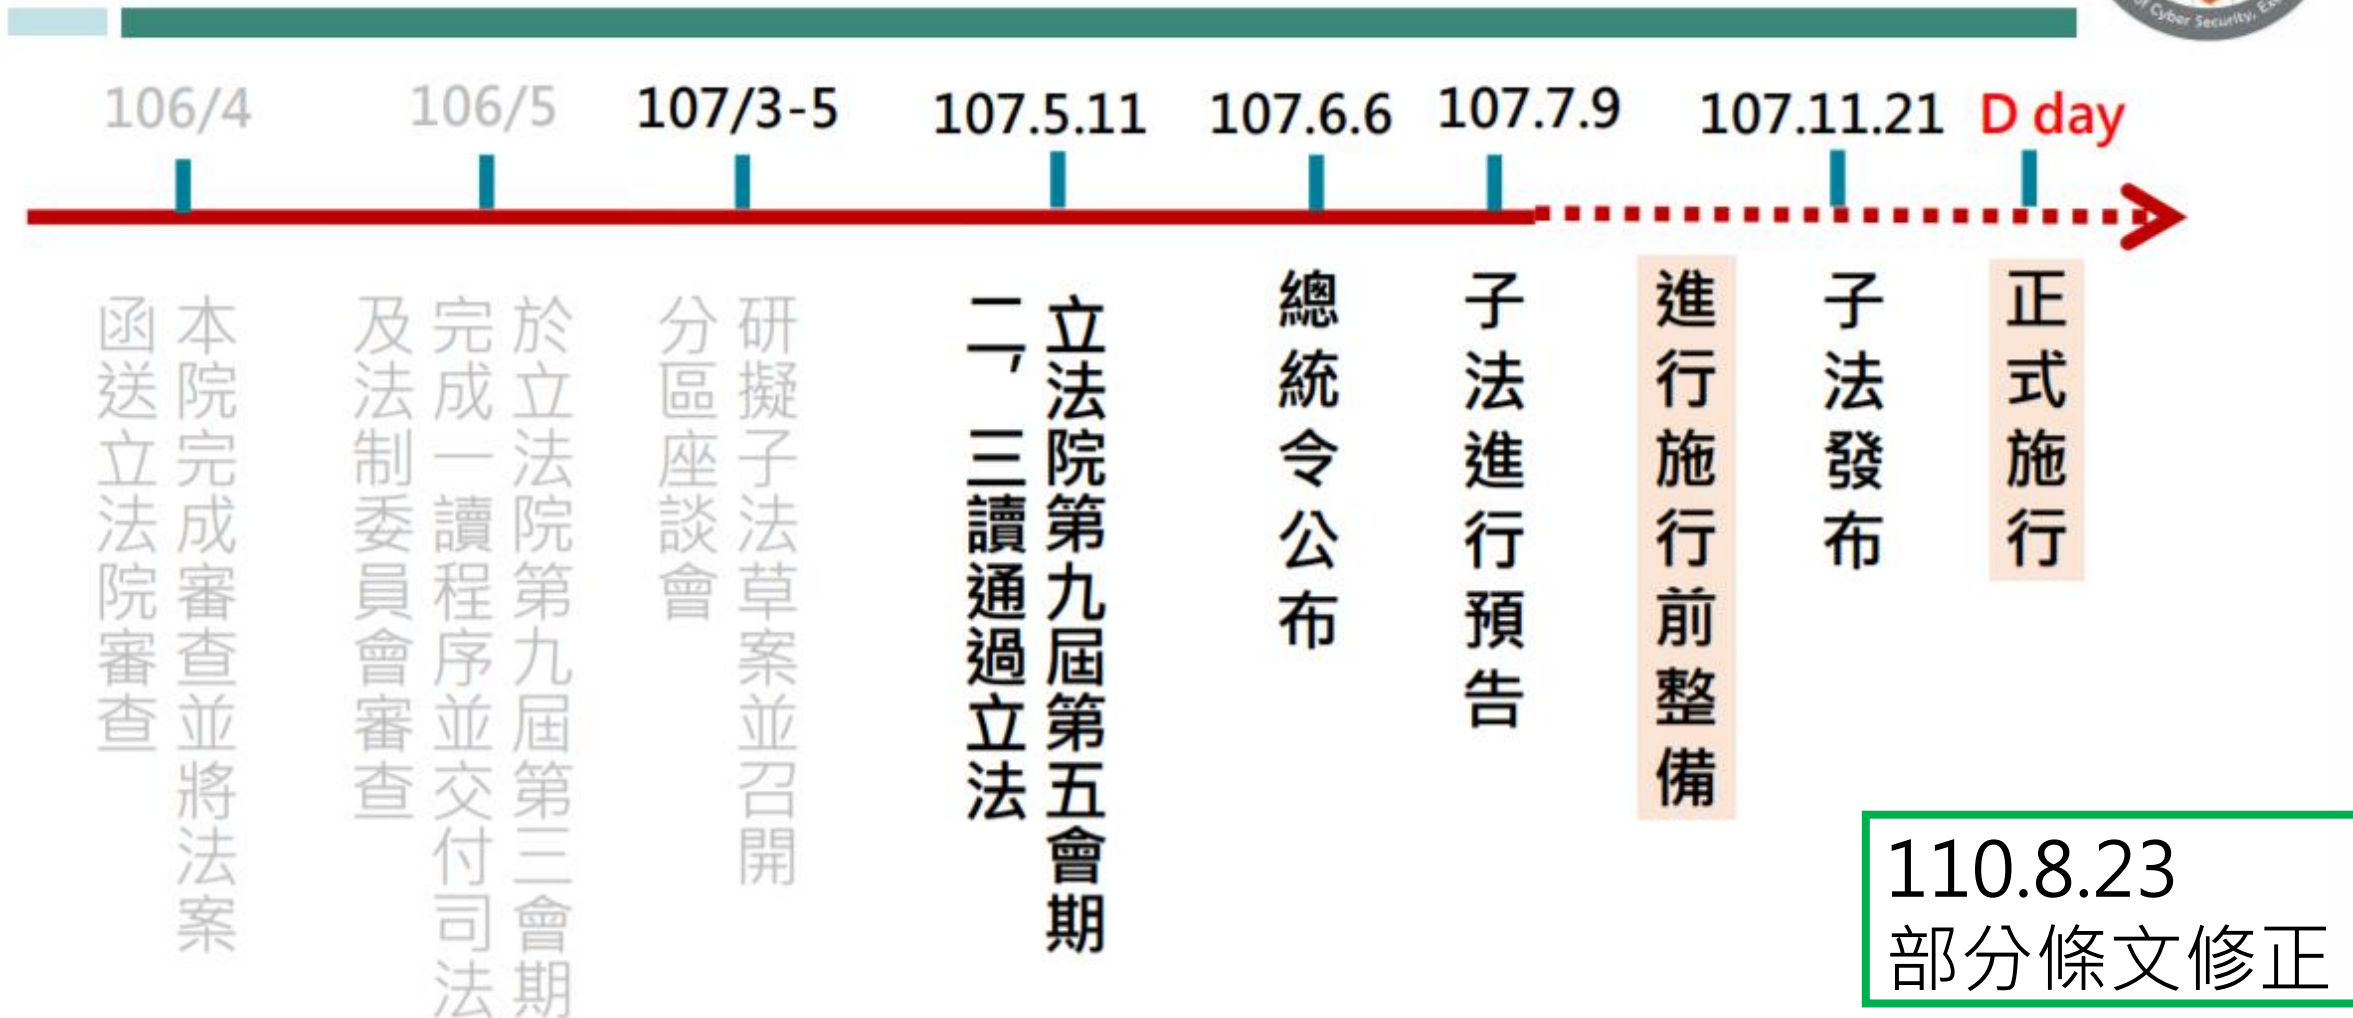 of Cyber Security, Exe
106/4
106/5
107/3-5
107.5.11
107.6.6
107.7.9
107.11.21
D day
本院完成審查並將法案
函送立法院審查
於立法院第九屆第三會期
完成一讀程序並交付司法
及法制委員會審查
研擬子法草案並召開
分區座談會
立法院第九屆第五會期
二，三讀通過立法
總統令公布
子法進行預告
進行施行前整備
子法發布
正式施行
110.8.23
部分條文修正